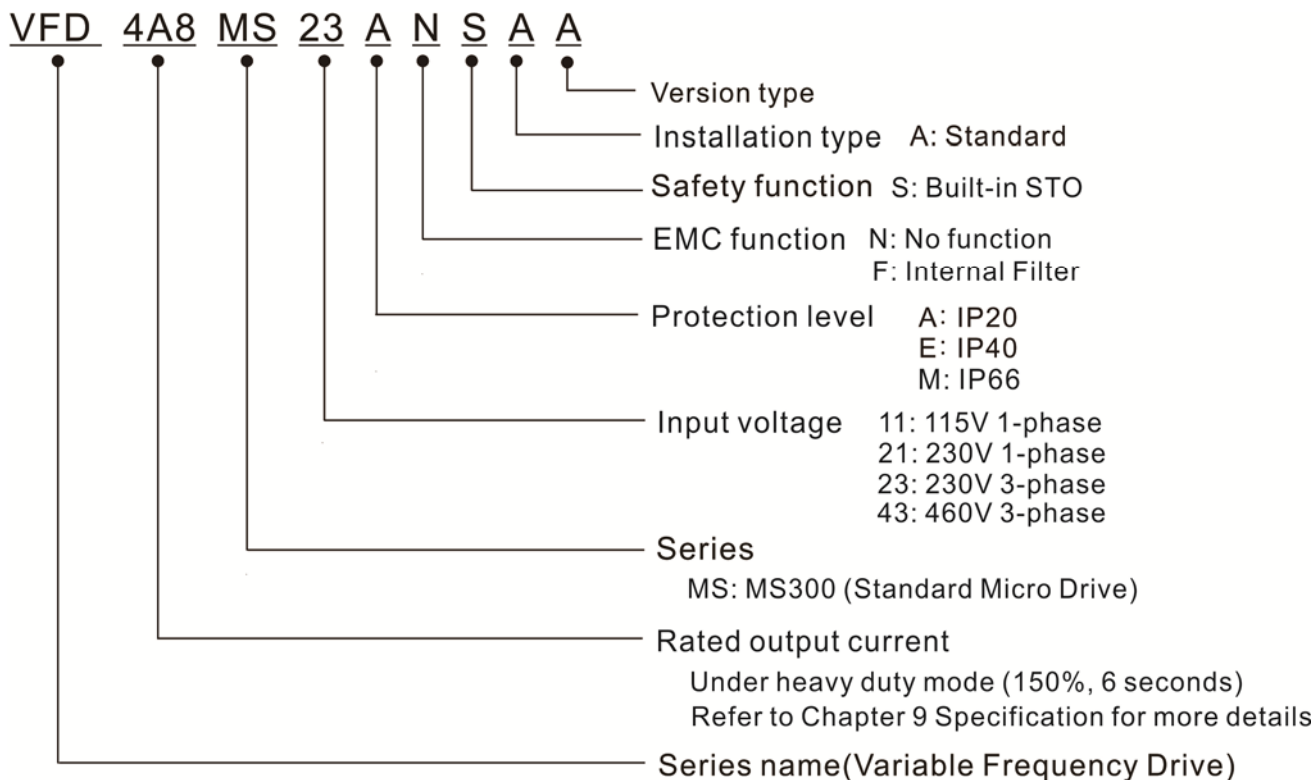 VFD 4A8 MS 23 A N S A A
Version type
Installation type A: Standard
Safety function S: Built-in STO
EMC function N: No function
F: Internal Filter
Protection level A: IP20
E: IP40
M: IP66
Input voltage 11: 115V 1-phase
21: 230V 1-phase
23: 230V 3-phase
43: 460V 3-phase
Series
MS: MS300 (Standard Micro Drive)
Rated output current
Under heavy duty mode (150%, 6 seconds)
Refer to Chapter 9 Specification for more details
Series name(Variable Frequency Drive)